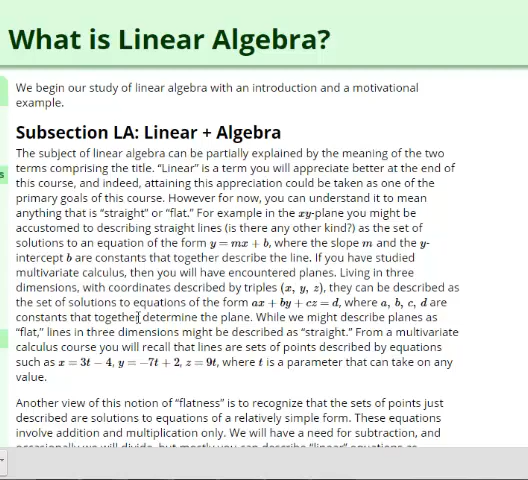 What is Linear Algebra?
We begin our study of linear algebra with an introduction and a motivational
example.
Subsection LA: Linear + Algebra
The subject of linear algebra can be partially explained by the meaning of the two
terms comprising the title. “Linear” is a term you will appreciate better at the end of
this course, and indeed, attaining this appreciation could be taken as one of the
primary goals of this course. However for now, you can understand it to mean
anything that is “straight” or “flat.” For example in the xy-plane you might be
accustomed to describing straight lines (is there any other kind?) as the set of
solutions to an equation of the form y = mx + b, where the slope m and the y-
intercept b are constants that together describe the line. If you have studied
multivariate calculus, then you will have encountered planes. Living in three
dimensions, with coordinates described by triples (x, y, z), they can be described as
the set of solutions to equations of the form ax + by + cz = d, where a, b, c, d are
constants that together determine the plane. While we might describe planes as
“flat,” lines in three dimensions might be described as “straight.” From a multivariate
calculus course you will recall that lines are sets of points described by equations
such as x = 3t − 4, y = −7t + 2, z = 9t, where t is a parameter that can take on any
value.
Another view of this notion of “flatness” is to recognize that the sets of points just
described are solutions to equations of a relatively simple form. These equations
involve addition and multiplication only. We will have a need for subtraction, and
occasionally we will divide, but mostly you can describe “linear” equations as
s